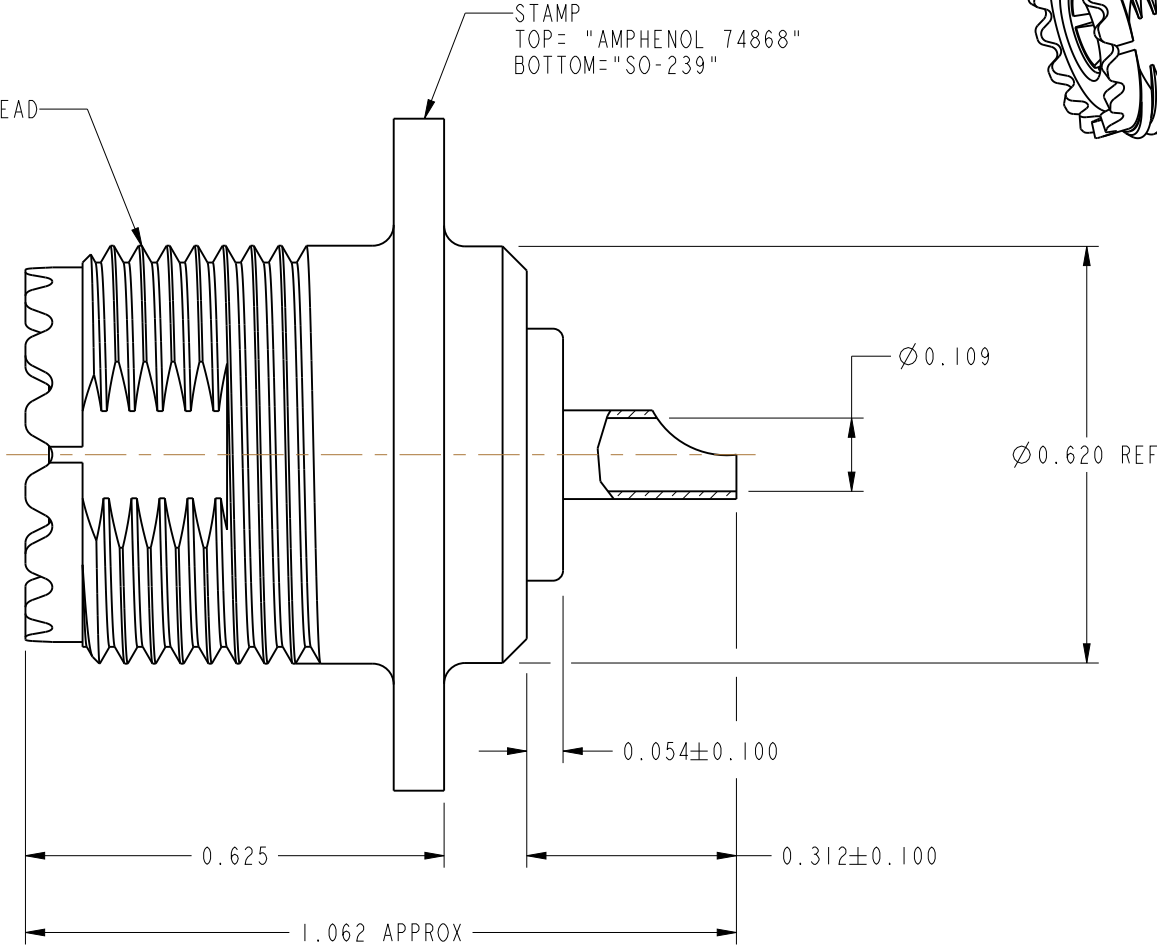 STAMP
TOP= "AMPHENOL 74868"
BOTTOM="SO-239"
EAD
Ø0.109
Ø0.620 REF
0.054±0.100
0.625
0.312±0.100
1.062 APPROX